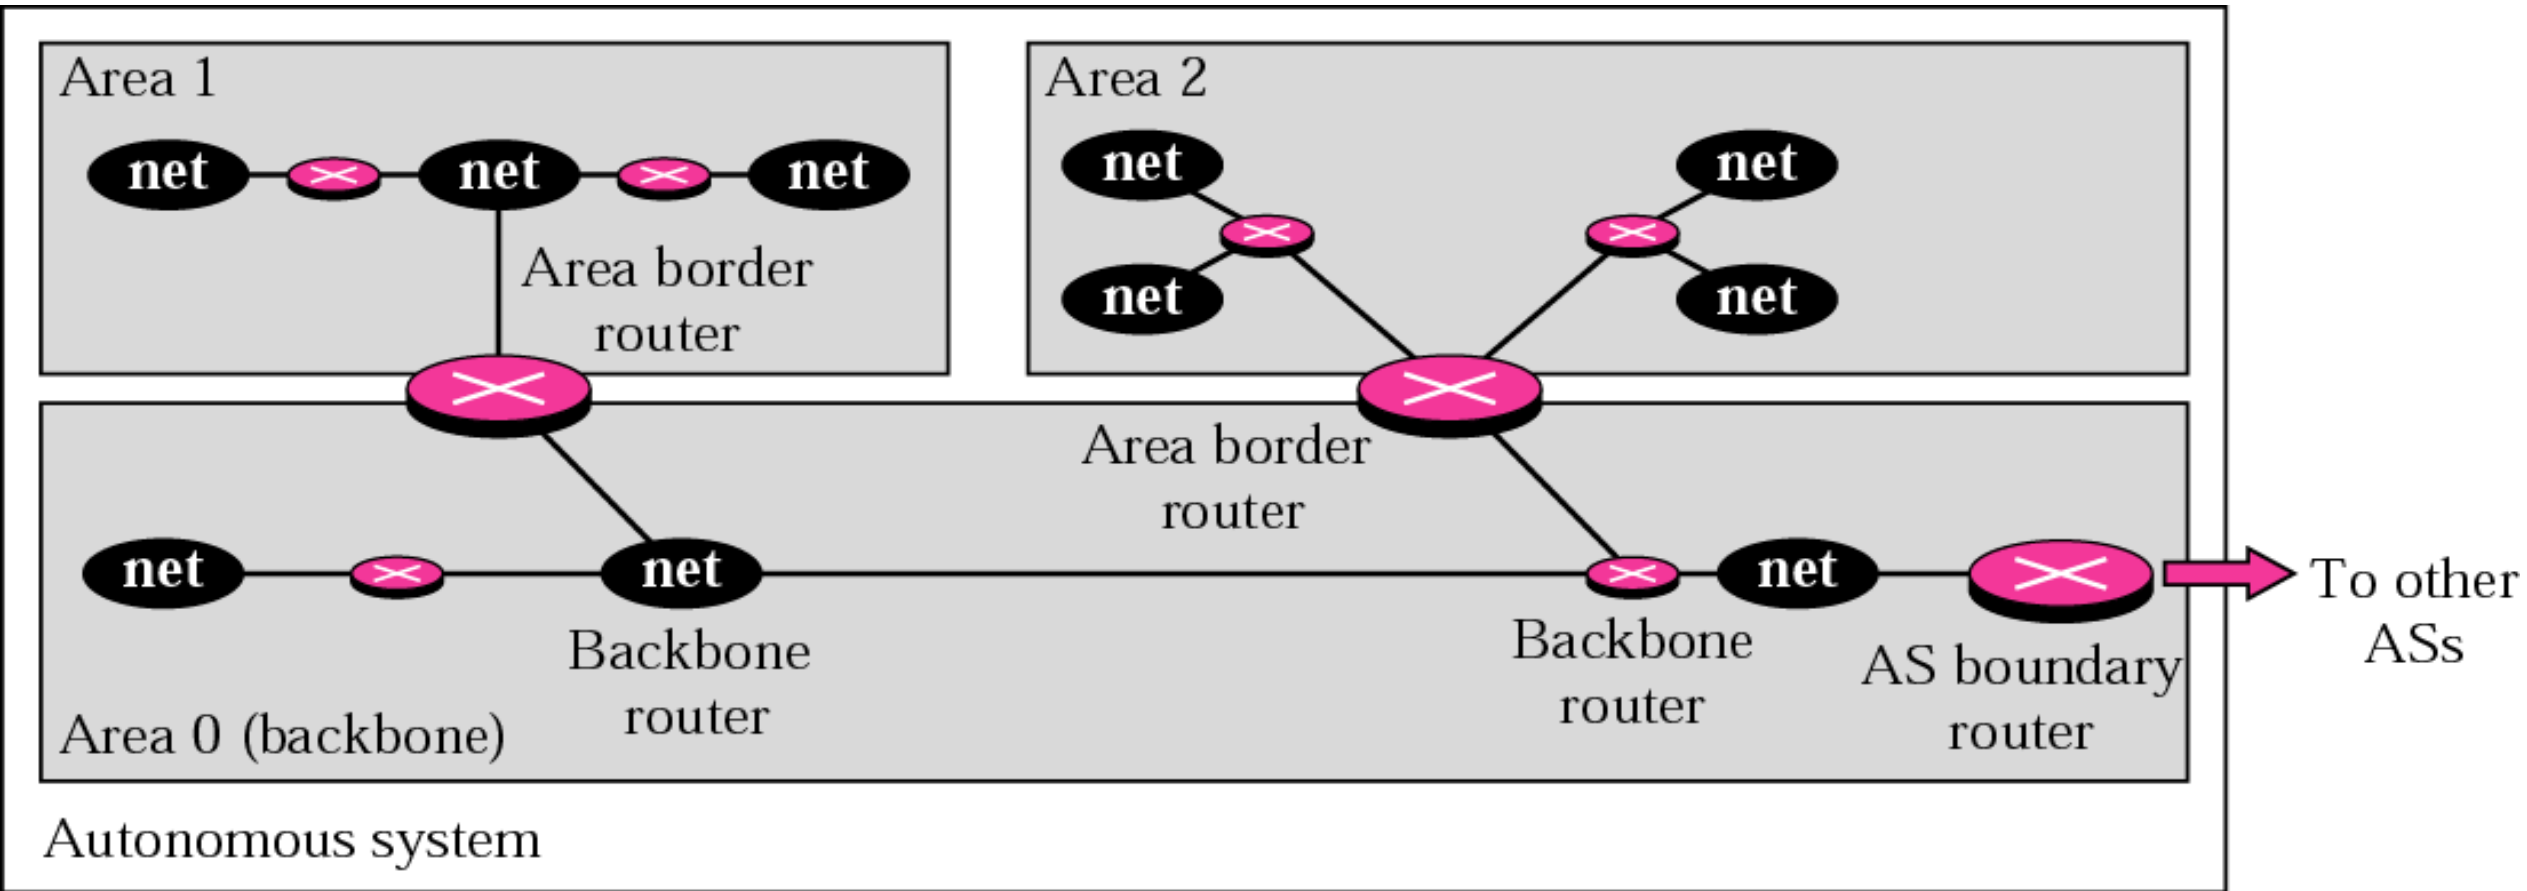 Area 1
net
net
net
Area border
router
Area 2
net
net
net
net
Area border
router
net
net
net
Backbone
router
Backbone
router
AS boundary
router
To other
ASs
Area 0 (backbone)
Autonomous system